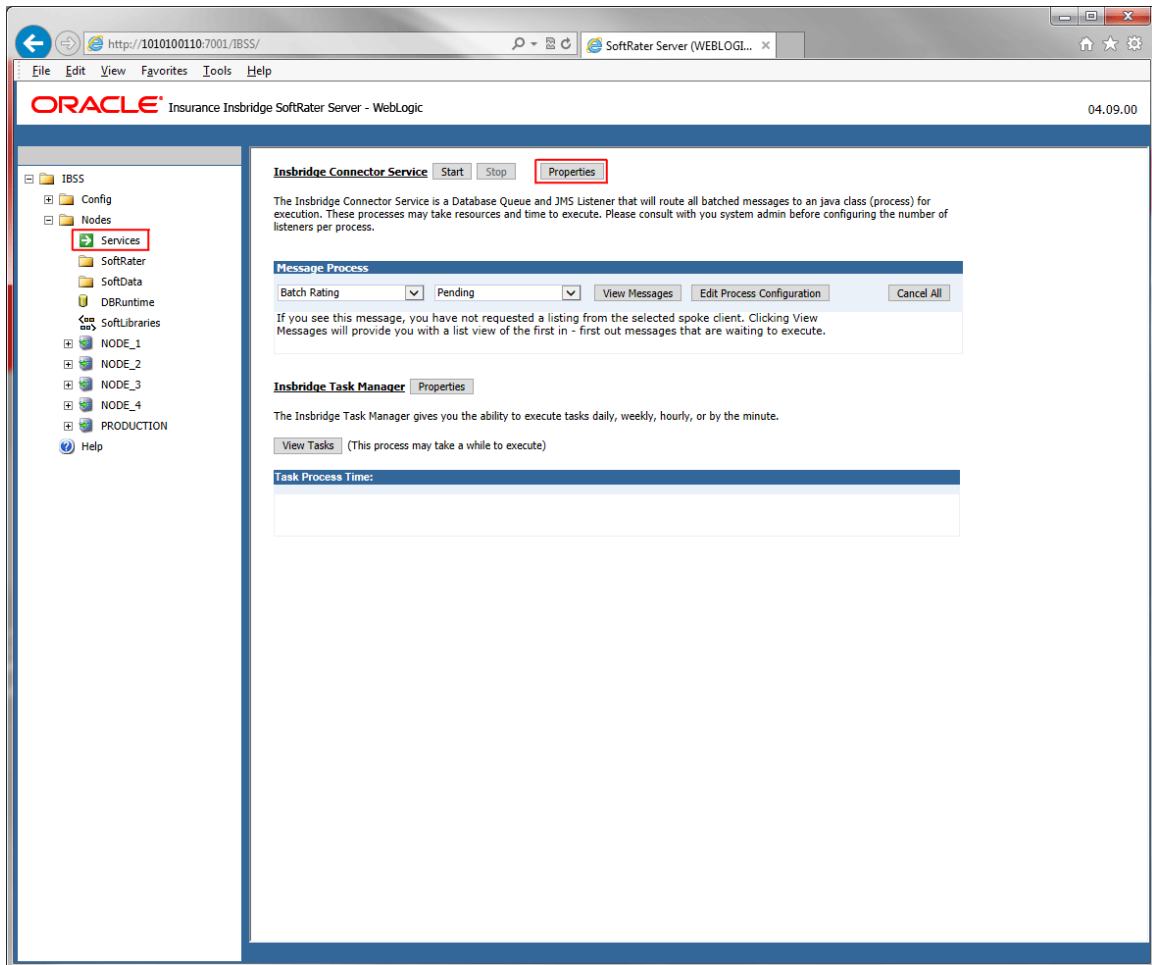 http://1010100110:7001/IBSS/
SoftRater Server (WEBLOGI...
File Edit View Favorites Tools Help
ORACLE Insurance Insbridge SoftRater Server - WebLogic
04.09.00
IBSS
Config
Nodes
Services
SoftRater
SoftData
DBRuntime
SoftLibraries
NODE_1
NODE_2
NODE_3
NODE_4
PRODUCTION
Help
Insbridge Connector Service Start Stop Properties
The Insbridge Connector Service is a Database Queue and JMS Listener that will route all batched messages to an java class (process) for
execution. These processes may take resources and time to execute. Please consult with you system admin before configuring the number of
listeners per process.
Message Process
Batch Rating Pending View Messages Edit Process Configuration Cancel All
If you see this message, you have not requested a listing from the selected spoke client. Clicking View
Messages will provide you with a list view of the first in - first out messages that are waiting to execute.
Insbridge Task Manager Properties
The Insbridge Task Manager gives you the ability to execute tasks daily, weekly, hourly, or by the minute.
View Tasks (This process may take a while to execute)
Task Process Time: